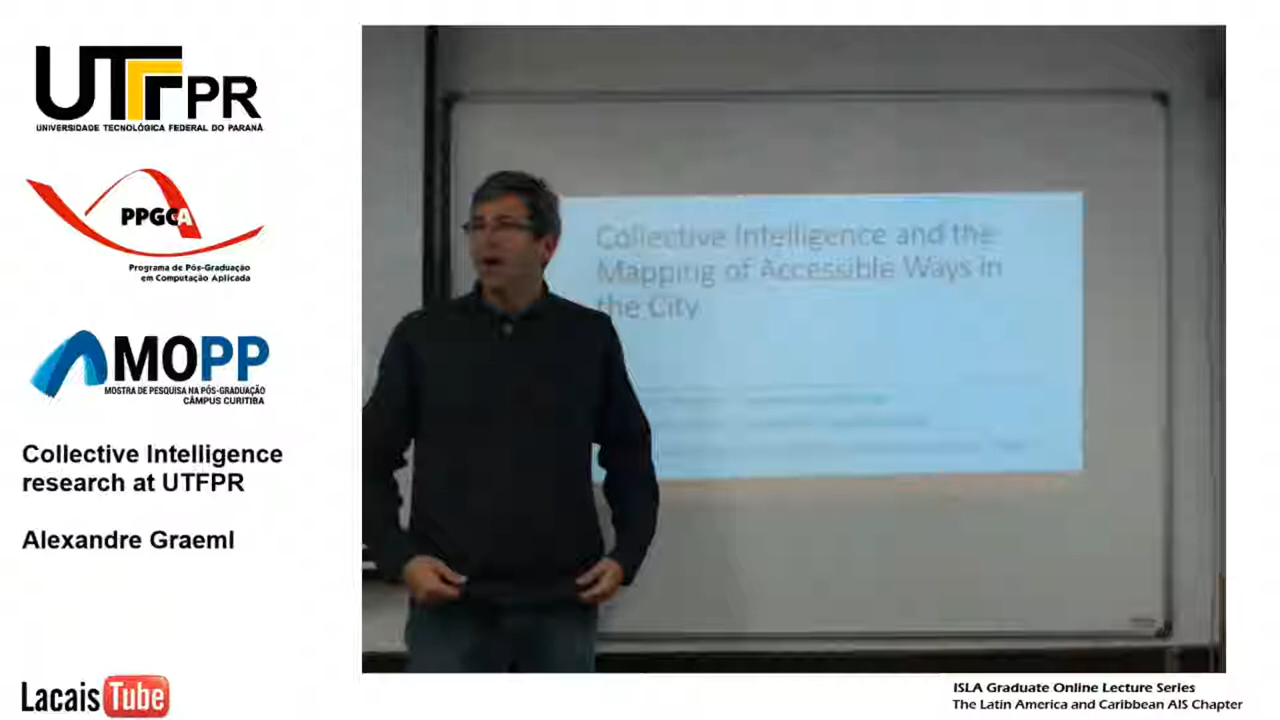 UTFPR
UNIVERSIDADE TECNOLÓGICA FEDERAL DO PARANÁ
PPGCA
Programa de Pós-Graduação
em Computação Aplicada
MOPP
MOSTRA DE PESQUISA NA PÓS-GRADUAÇÃO
CÂMPUS CURITIBA
Collective Intelligence
research at UTFPR
Alexandre Graeml
LacaisTube
Collective Intelligence and the
Mapping of Accessible Ways in
the City
ISLA Graduate Online Lecture Series
The Latin America and Caribbean AIS Chapter